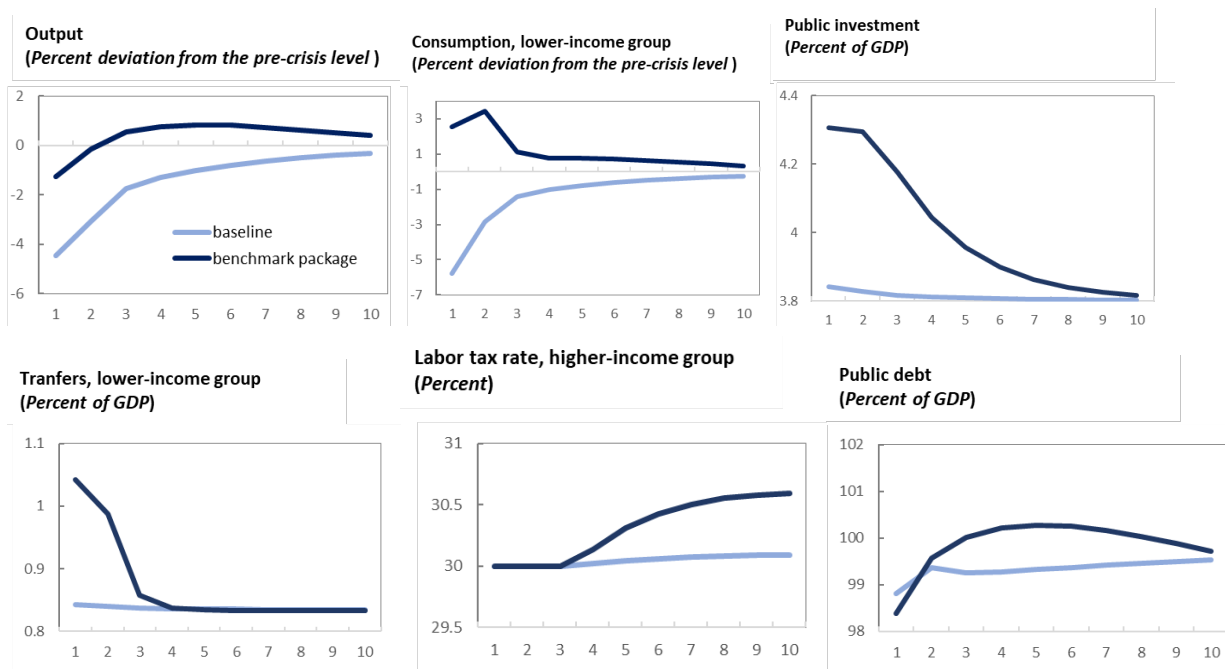 Output
(Percent deviation from the pre-crisis level )
2
0
-2
-4
-6
1 2 3 4 5 6 7 8 9 10
baseline
benchmark package
Consumption, lower-income group
(Percent deviation from the pre-crisis level )
3
1
-1
-3
-5
-7
1 2 3 4 5 6 7 8 9 10
Public investment
(Percent of GDP)
4.4
4.2
4
3.8
1 2 3 4 5 6 7 8 9 10
Tranfers, lower-income group
(Percent of GDP)
1.1
1
0.9
0.8
1 2 3 4 5 6 7 8 9 10
Labor tax rate, higher-income group
(Percent)
31
30.5
30
29.5
1 2 3 4 5 6 7 8 9 10
Public debt
(Percent of GDP)
102
101
100
99
98
1 2 3 4 5 6 7 8 9 10